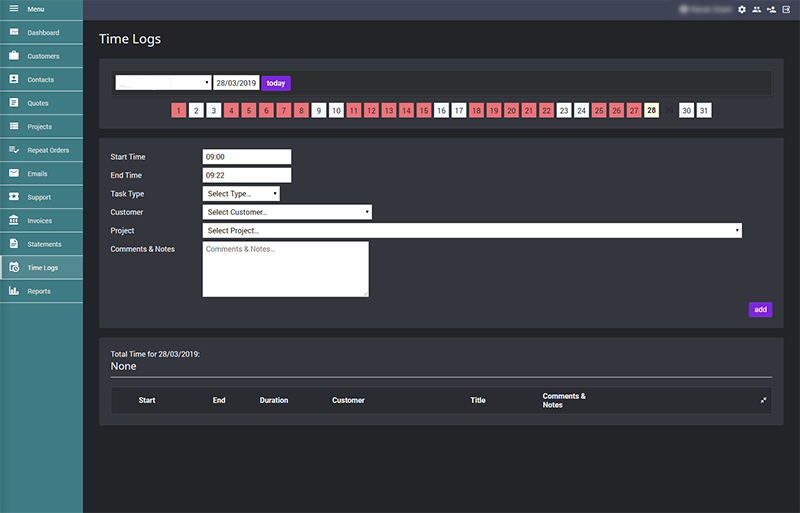 Menu
Dashboard
Customers
Contacts
Quotes
Projects
Repeat Orders
Emails
Support
Invoices
Statements
Time Logs
Reports
Time Logs
28/03/2019 today
1 2 3 4 5 6 7 8 9 10 11 12 13 14 15 16 17 18 19 20 21 22 23 24 25 26 27 28 29 30 31
Start Time 09:00
End Time 09:22
Task Type Select Type...
Customer Select Customer...
Project Select Project...
Comments & Notes Comments & Notes...
add
Total Time for 28/03/2019:
None
Start End Duration Customer Title Comments &
Notes